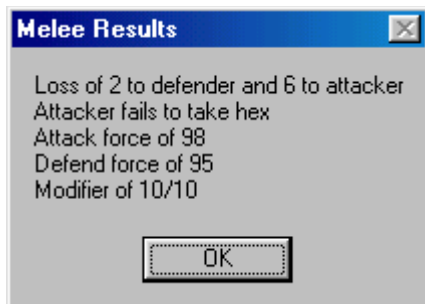 Melee Results
Loss of 2 to defender and 6 to attacker
Attacker fails to take hex
Attack force of 98
Defend force of 95
Modifier of 10/10
OK